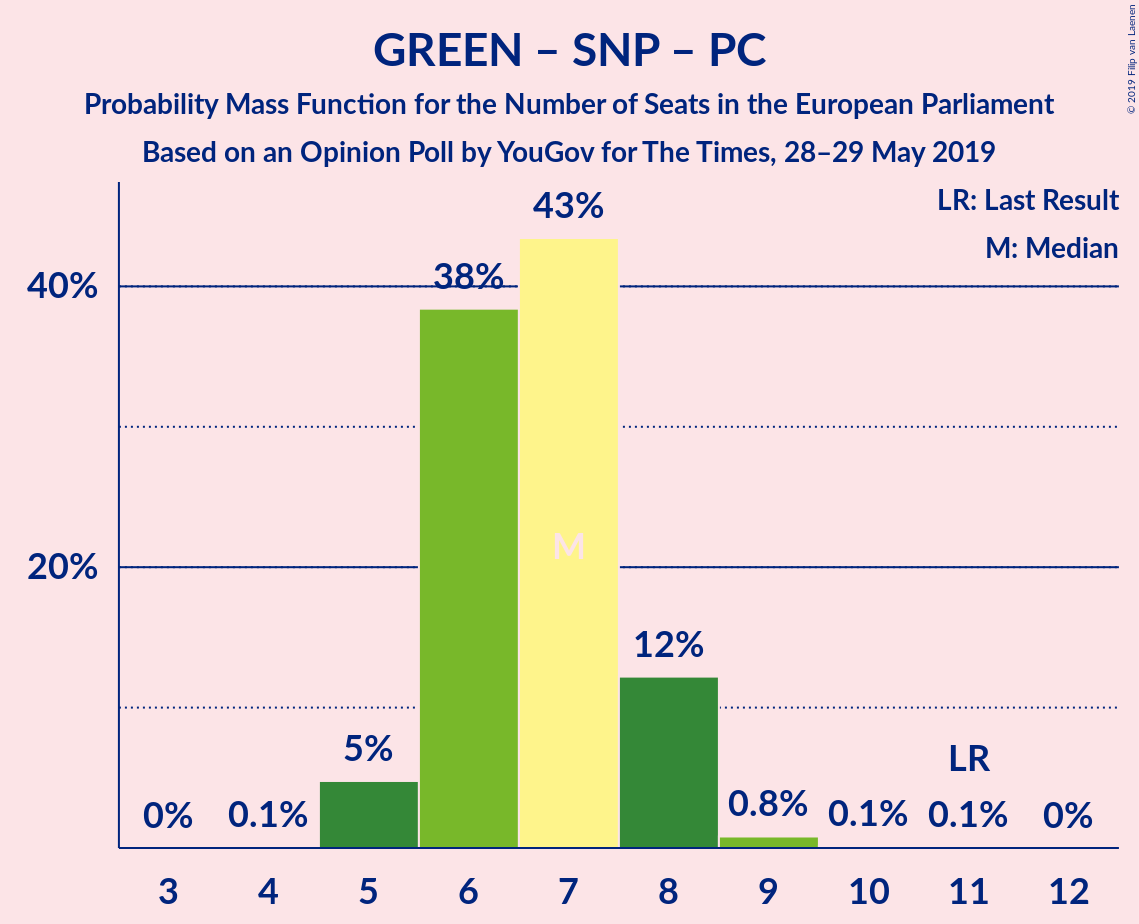 GREEN – SNP – PC
Probability Mass Function for the Number of Seats in the European Parliament
Based on an Opinion Poll by YouGov for The Times, 28–29 May 2019
© 2019 Filip van Laenen
LR: Last Result
M: Median
43%
38%
40%
M
20%
12%
5%
LR
0%
0.1%
0.8%
0.1%
0.1%
0%
3 4 5 6 7 8 9 10 11 12